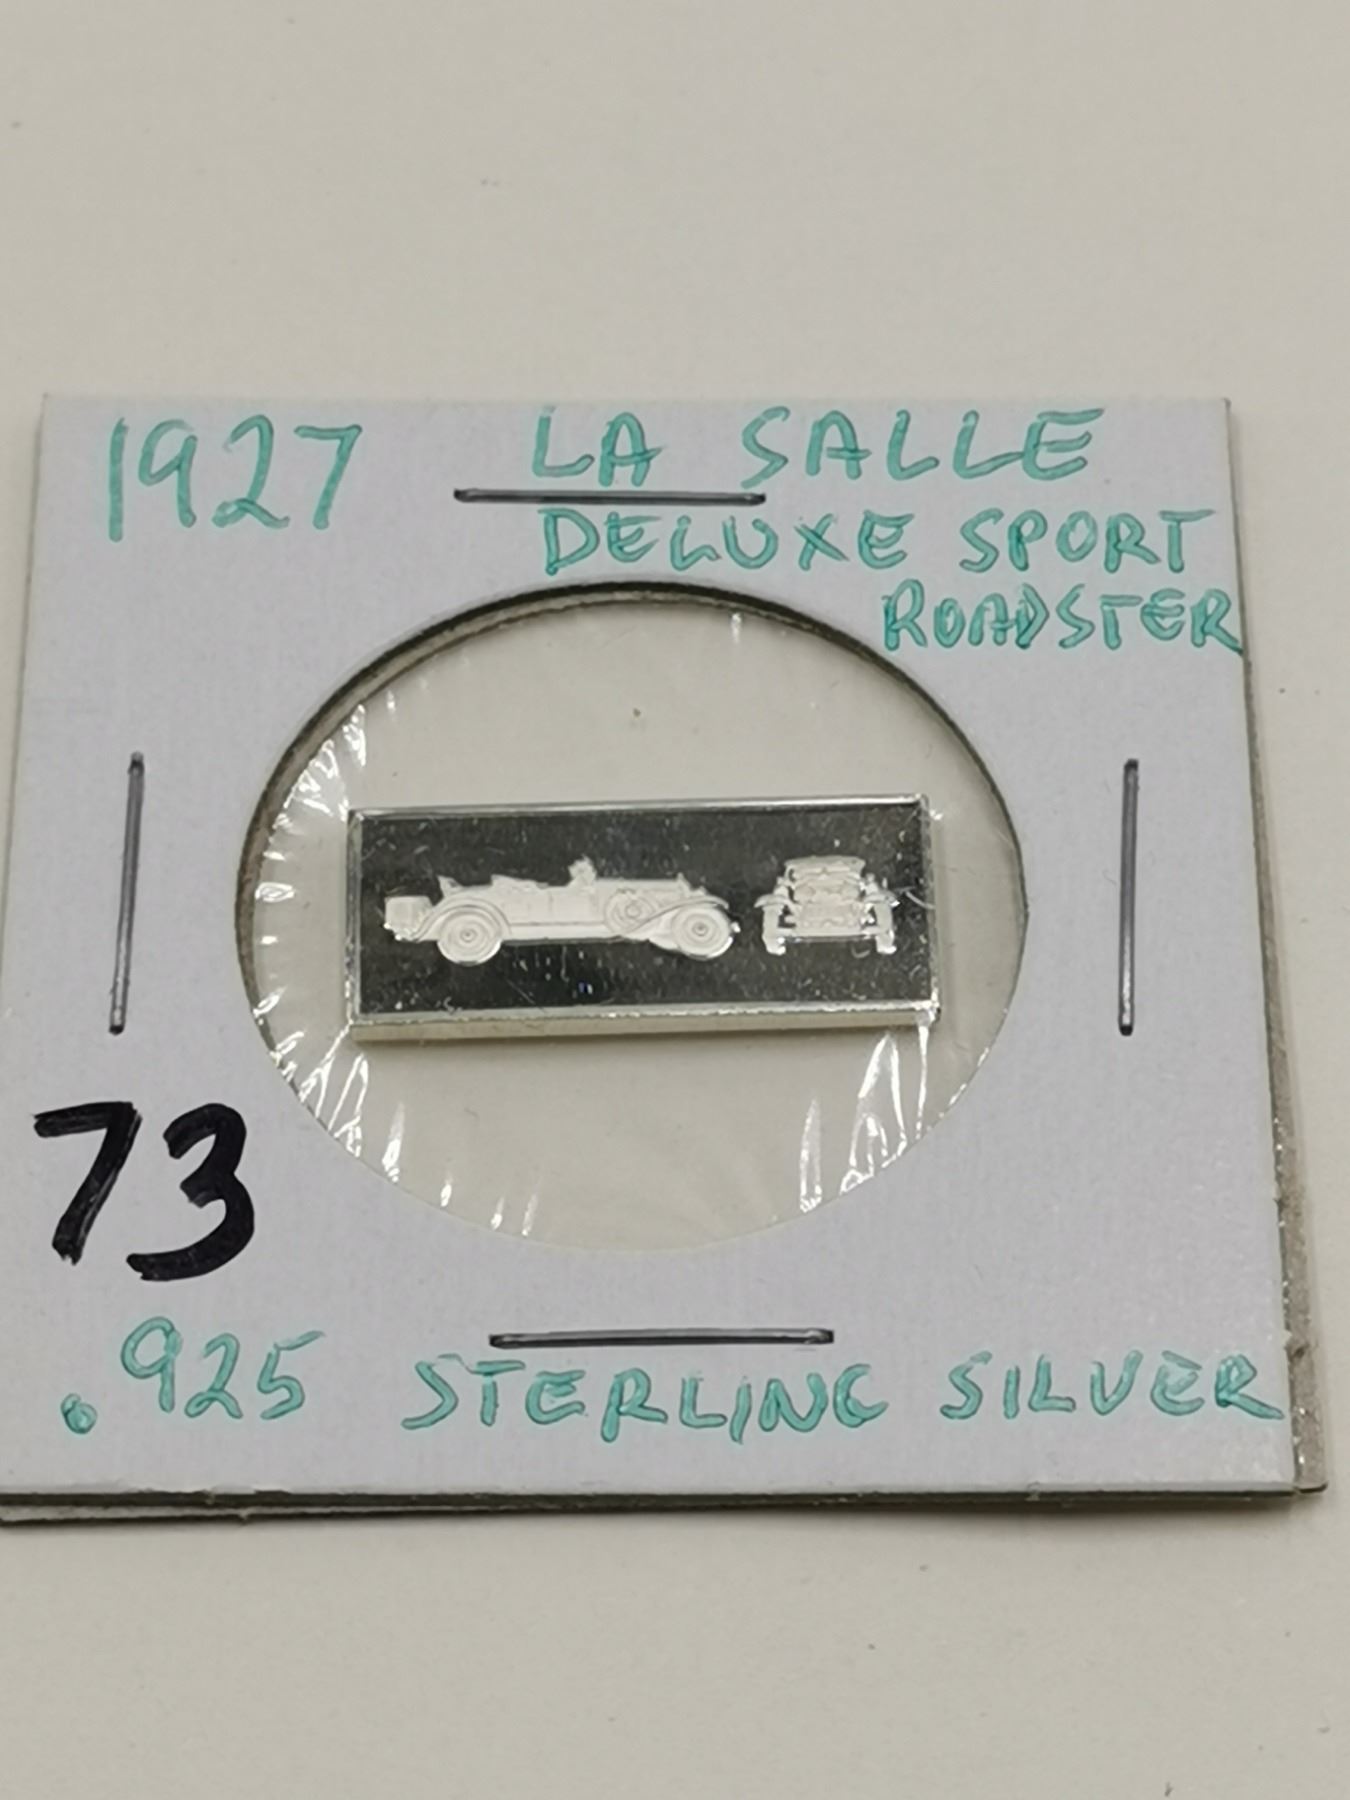 1927 LA SALLE
DELUXE SPORT
ROADSTER
73
.925 STERLING SILVER